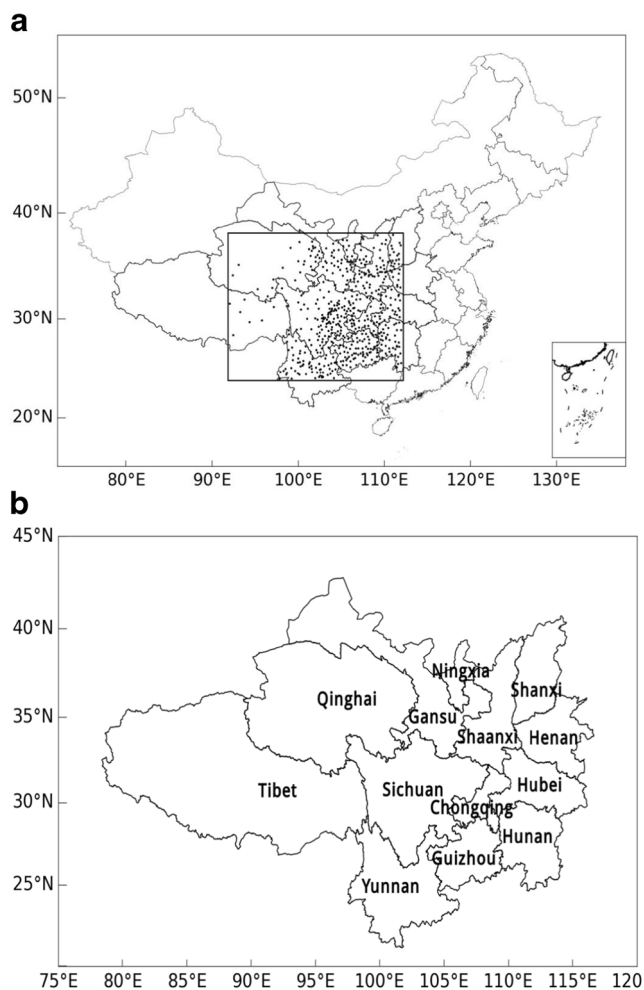 a
50°N
40°N
30°N
20°N
80°E 90°E 100°E 110°E 120°E 130°E
b
45°N
40°N
Ningxia
Qinghai
Shanxi
35°N
Gansu
Shaanxi Henan
Tibet Sichuan Hubei
30°N
Chongqing
Hunan
Guizhou
25°N
Yunnan
75°E 80°E 85°E 90°E 95°E 100°E 105°E 110°E 115°E 120